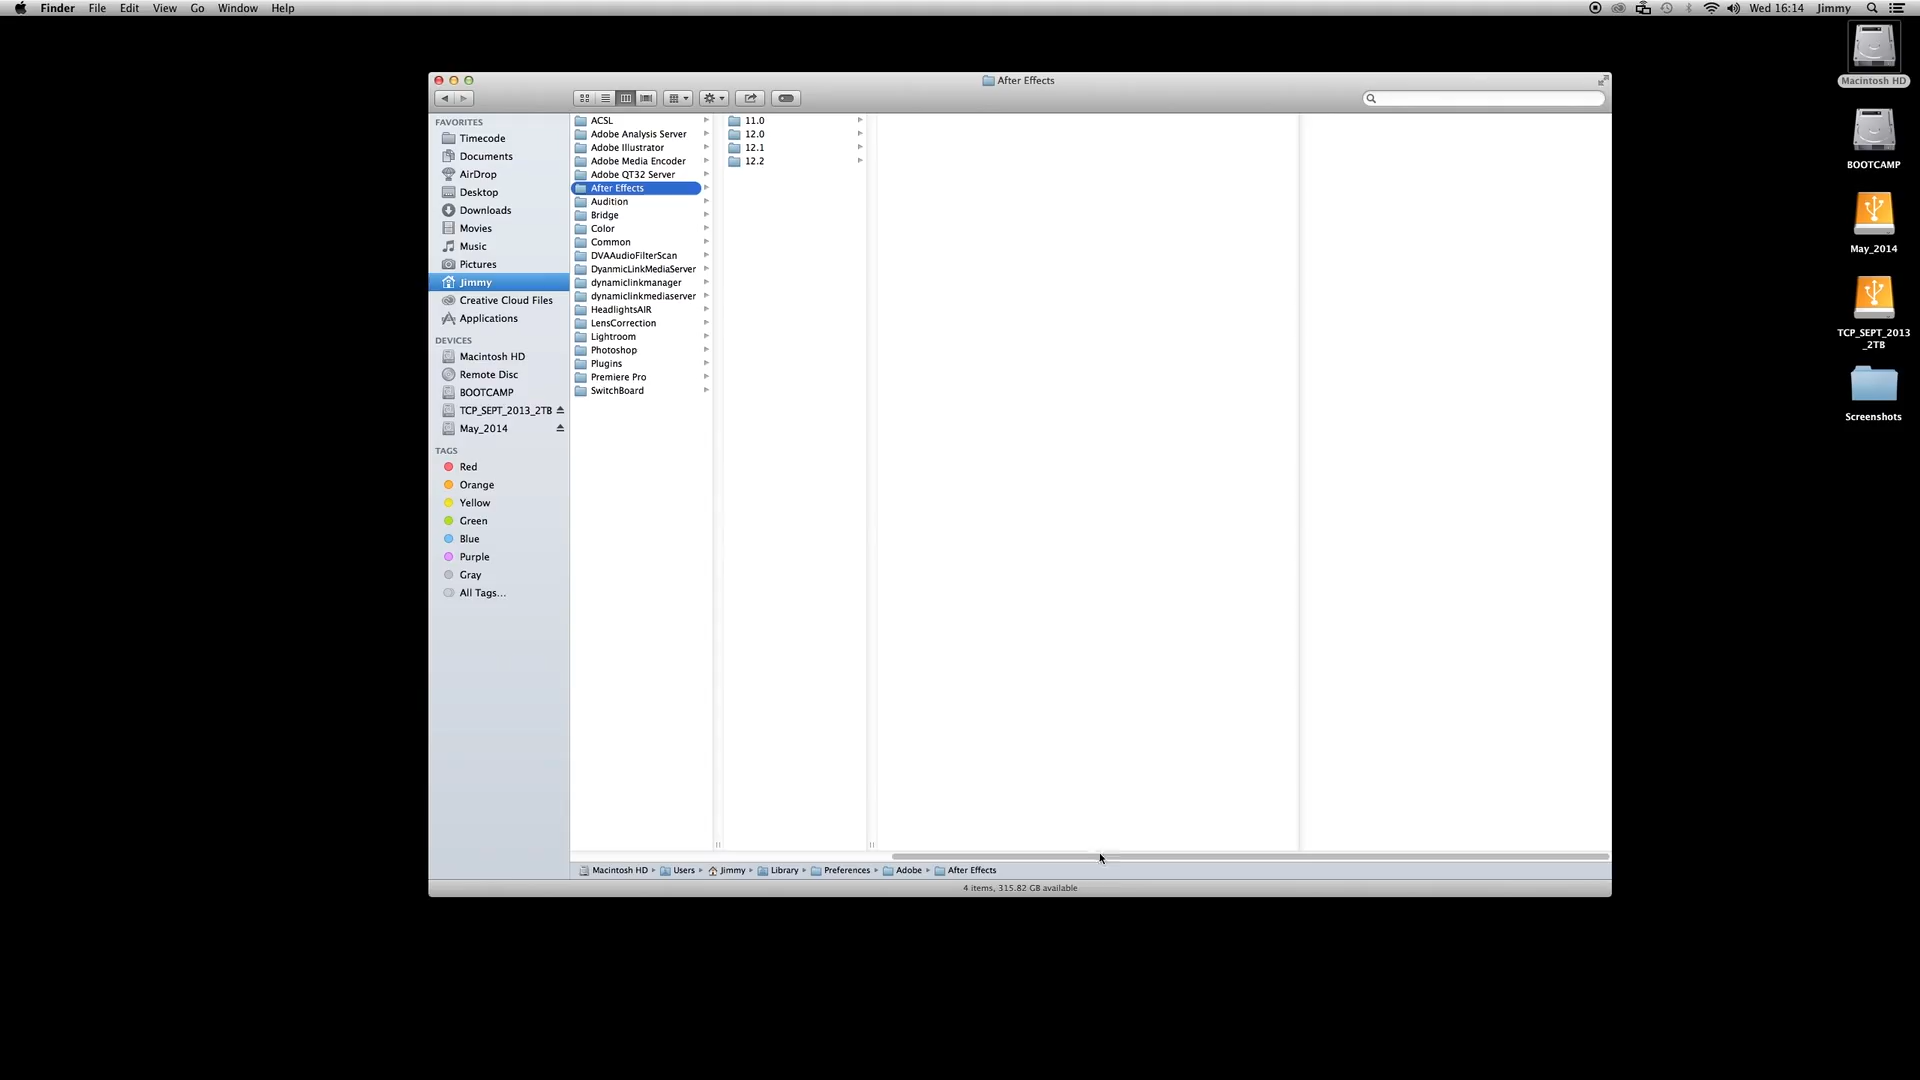 Finder File Edit View Go Window Help
Wed 16:14 Jimmy
After Effects
FAVORITES
Timecode
Documents
AirDrop
Desktop
Downloads
Movies
Music
Pictures
Jimmy
Creative Cloud Files
Applications
DEVICES
Macintosh HD
Remote Disc
BOOTCAMP
TCP_SEPT_2013_2TB
May_2014
TAGS
Red
Orange
Yellow
Green
Blue
Purple
Gray
All Tags...
ACSL
Adobe Analysis Server
Adobe Illustrator
Adobe Media Encoder
Adobe QT32 Server
After Effects
Audition
Bridge
Color
Common
DVAAudioFilterScan
DyanmicLinkMediaServer
dynamiclinkmanager
dynamiclinkmediaserver
HeadlightsAIR
LensCorrection
Lightroom
Photoshop
Plugins
Premiere Pro
SwitchBoard
11.0
12.0
12.1
12.2
Macintosh HD Users Jimmy Library Preferences Adobe After Effects
4 items, 315.82 GB available
Macintosh HD
BOOTCAMP
May_2014
TCP_SEPT_2013
_2TB
Screenshots